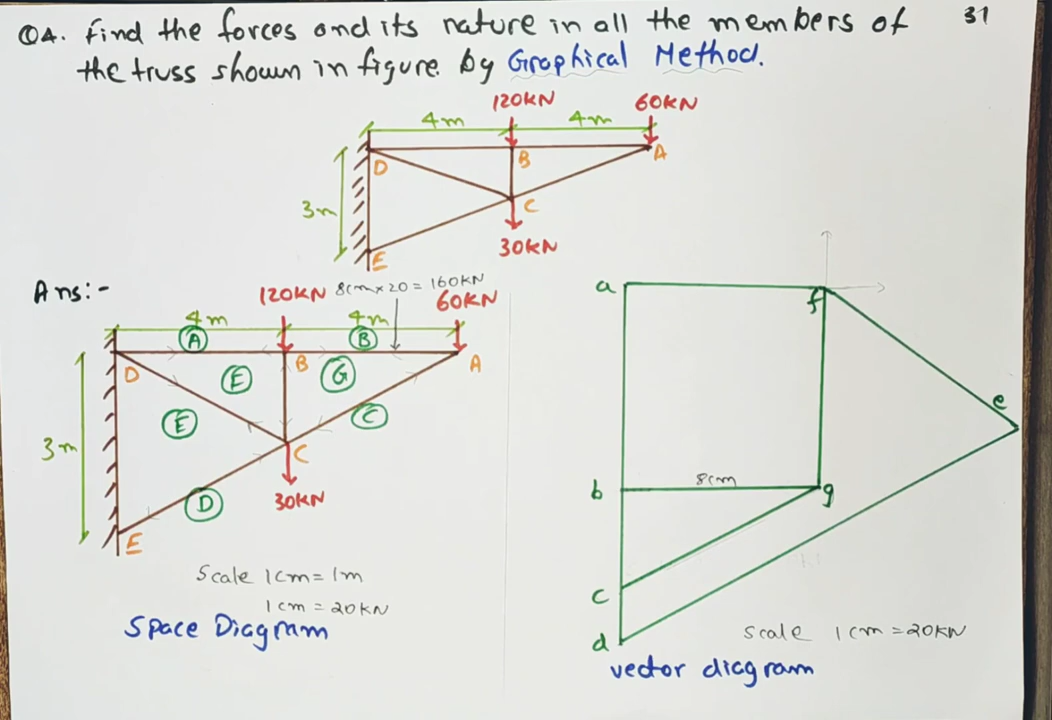 Q4. Find the forces and its nature in all the members of 31
the truss shown in figure by Graphical Method.
120KN 60KN
4m 4m
D B A
3m
C
30KN
E
Ans:-
120KN 8cm x 20 = 160KN
60KN
4m 4m
A B
D B A
E G
E C
3m C
D 30KN
E
Scale 1cm = 1m
1cm = 20KN
Space Diagram
a f
e
b 8cm g
c
d
scale 1cm = 20KN
vector diagram